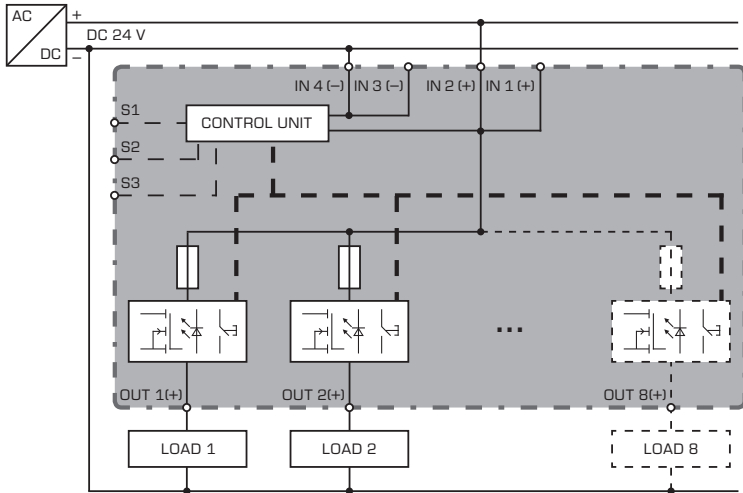 AC
+
DC 24 V
DC
–
IN 4 (–) IN 3 (–) IN 2 (+) IN 1 (+)
S1
CONTROL UNIT
S2
S3
...
OUT 1(+) OUT 2(+) OUT 8(+)
LOAD 1 LOAD 2 LOAD 8